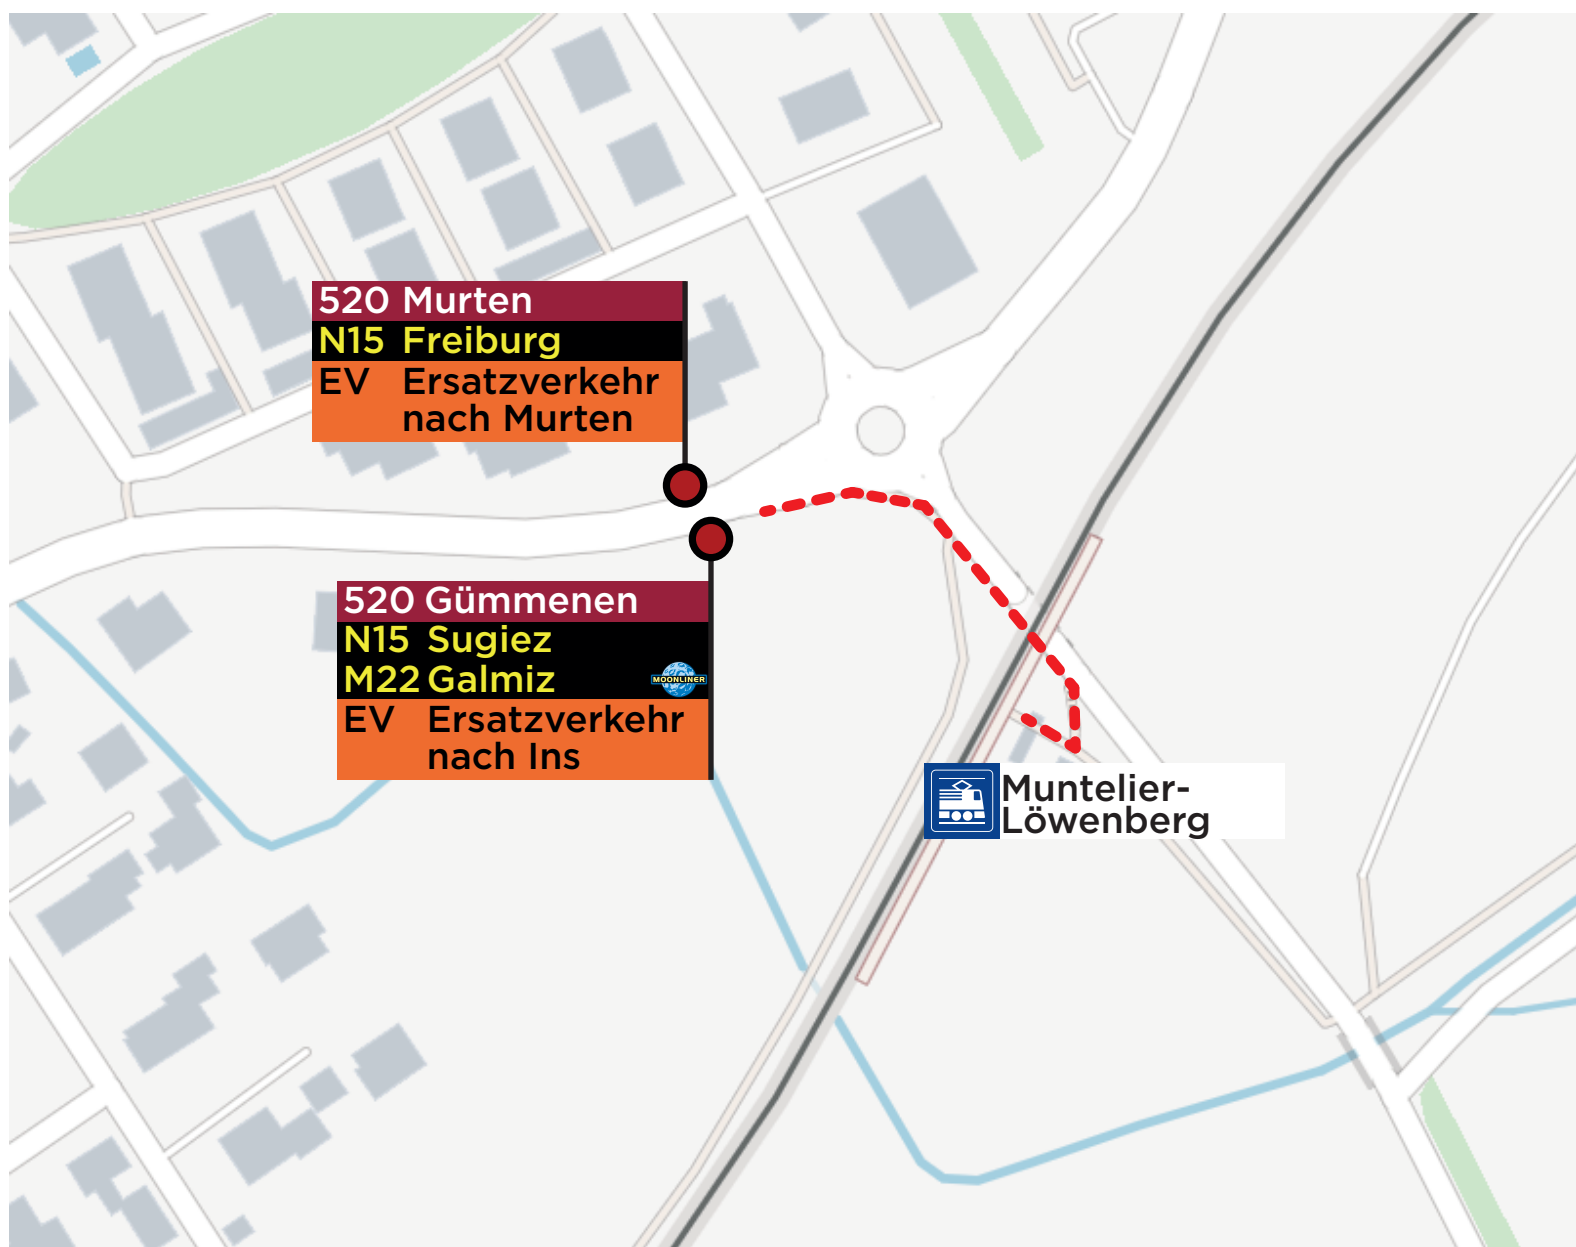 520 Murten
N15 Freiburg
EV Ersatzverkehr
nach Murten
520 Gümmenen
N15 Sugiez
M22 Galmiz
MOONLINER
EV Ersatzverkehr
nach Ins
Muntelier-
Löwenberg